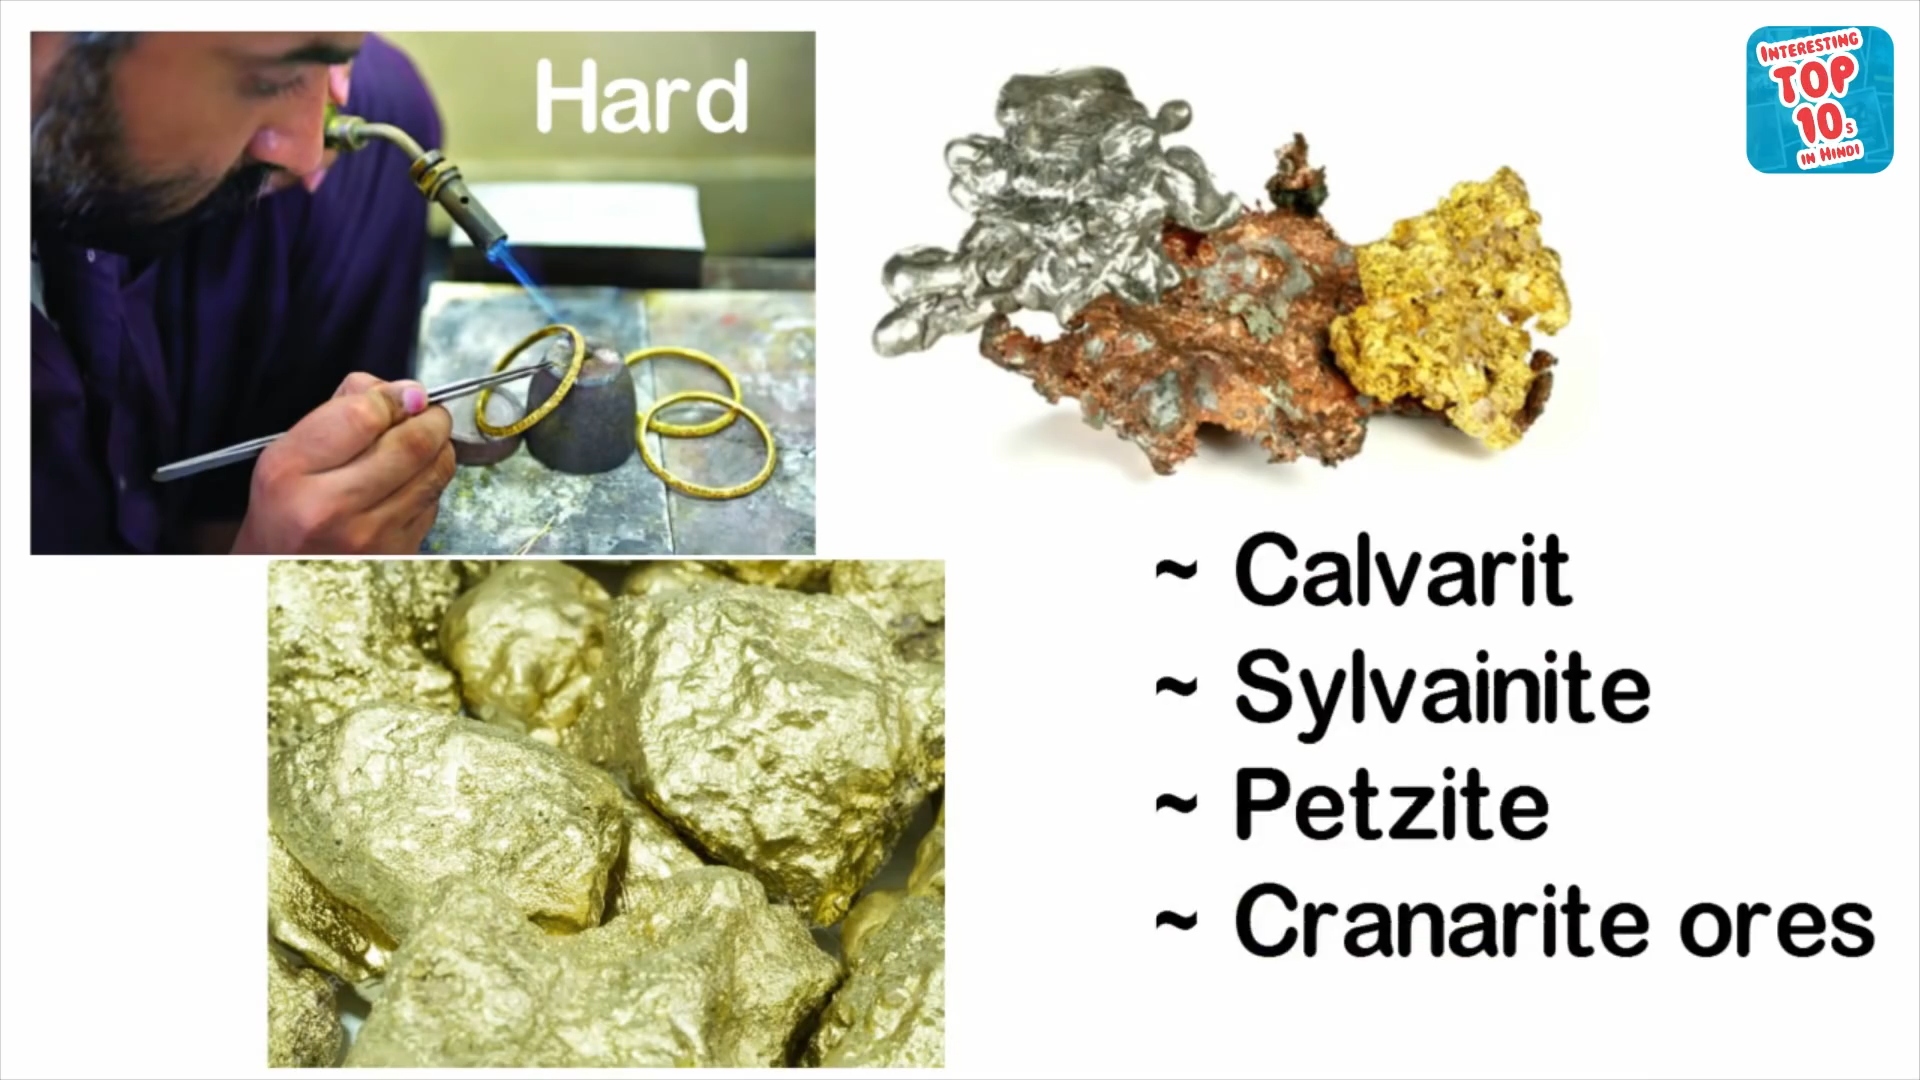 Hard
INTERESTING
TOP
10s
IN HINDI
~ Calvarit
~ Sylvainite
~ Petzite
~ Cranarite ores